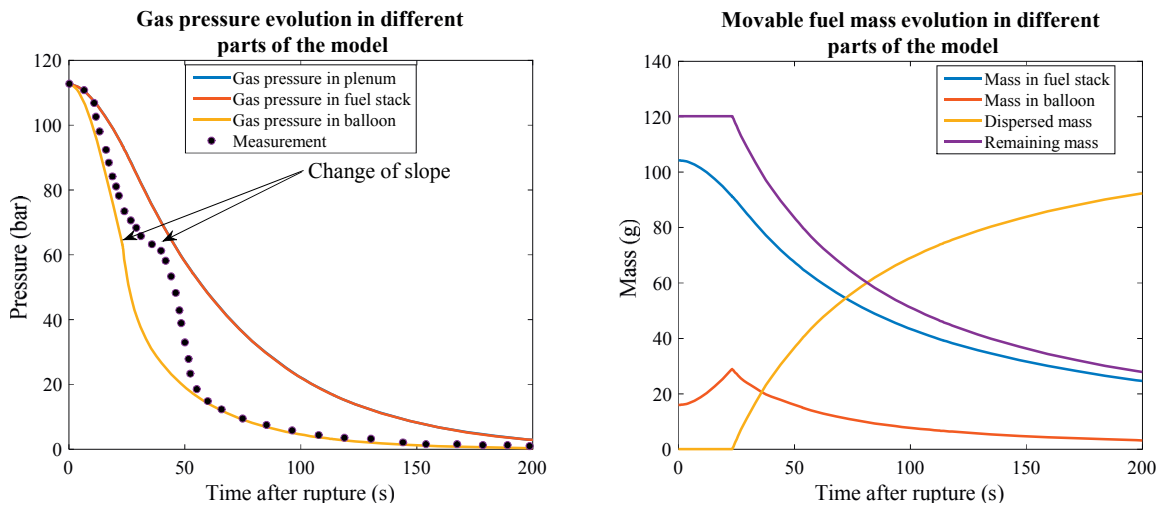 Gas pressure evolution in different
parts of the model
120
100
80
60
40
20
0
Pressure (bar)
Gas pressure in plenum
Gas pressure in fuel stack
Gas pressure in balloon
Measurement
Change of slope
0 50 100 150 200
Time after rupture (s)
Movable fuel mass evolution in different
parts of the model
140
120
100
80
60
40
20
0
Mass (g)
Mass in fuel stack
Mass in balloon
Dispersed mass
Remaining mass
0 50 100 150 200
Time after rupture (s)